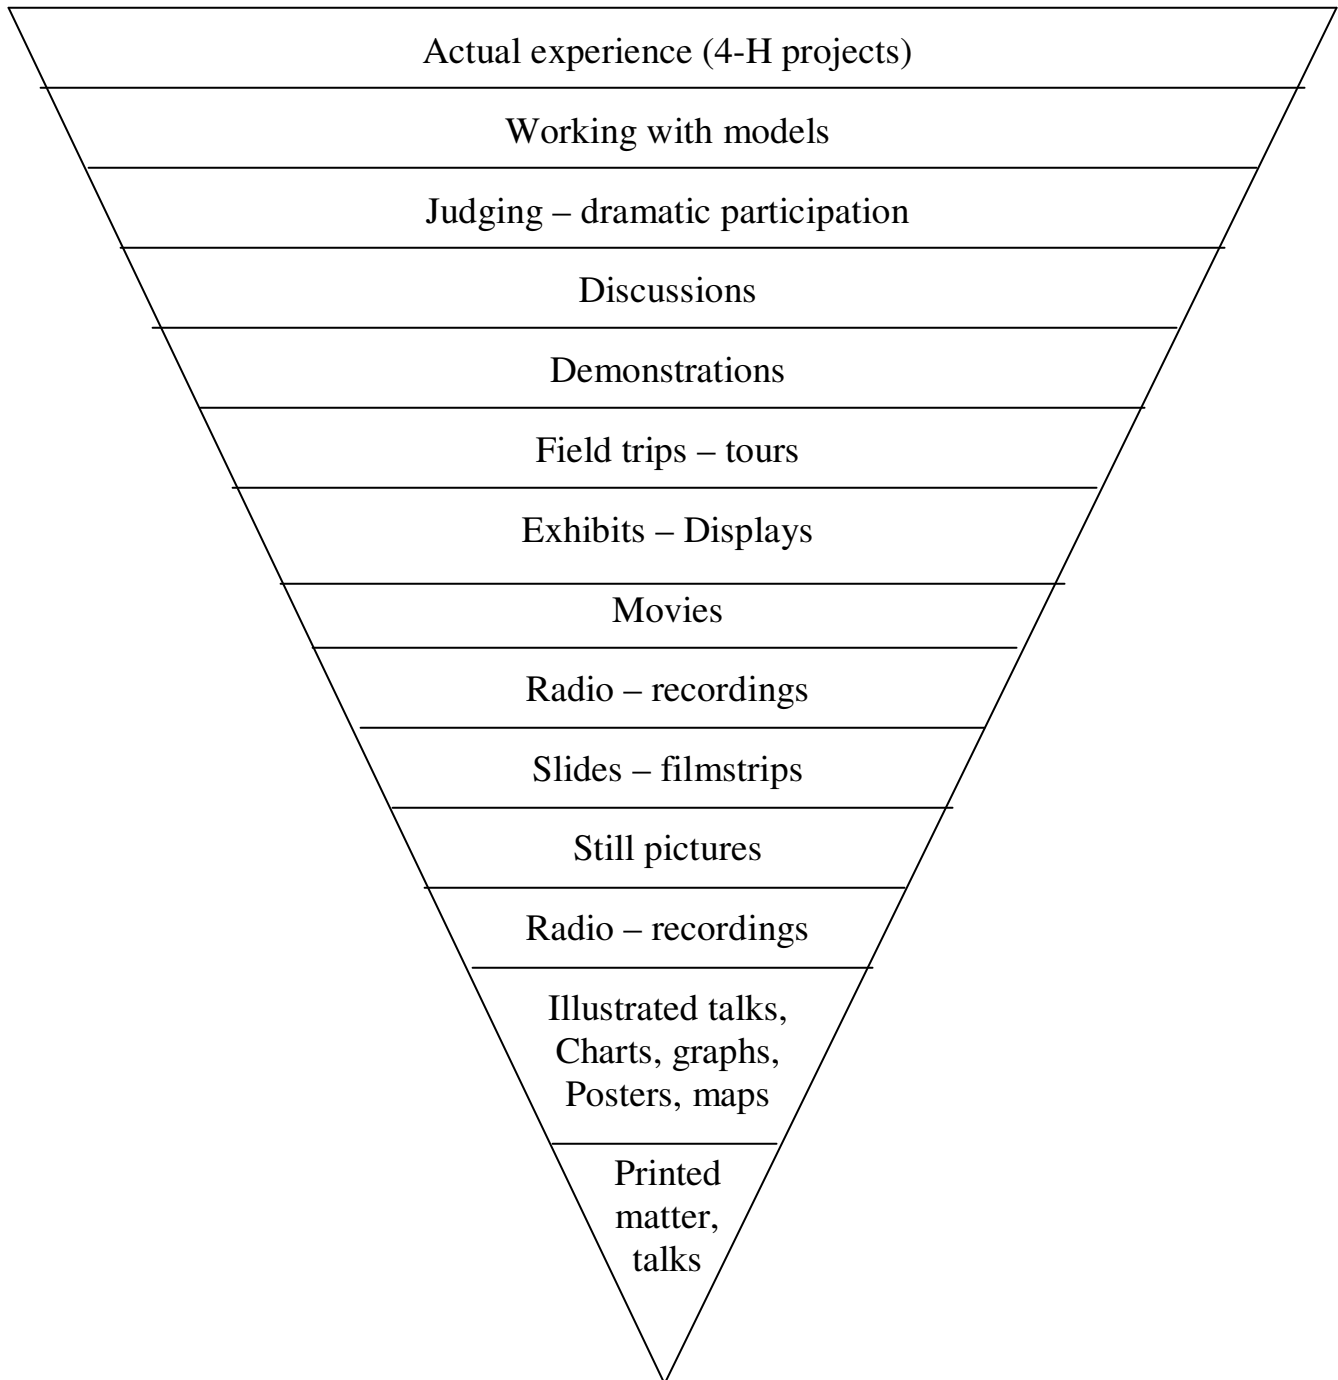 Actual experience (4-H projects)
Working with models
Judging – dramatic participation
Discussions
Demonstrations
Field trips – tours
Exhibits – Displays
Movies
Radio – recordings
Slides – filmstrips
Still pictures
Radio – recordings
Illustrated talks,
Charts, graphs,
Posters, maps
Printed
matter,
talks